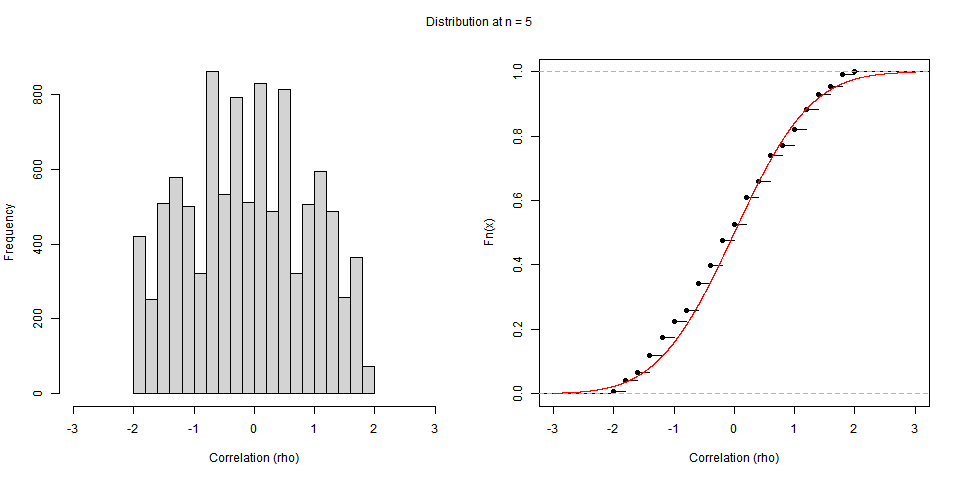 Distribution at n = 5
Frequency
800
600
400
200
0
-3 -2 -1 0 1 2 3
Correlation (rho)
Fn(x)
1.0
0.8
0.6
0.4
0.2
0.0
-3 -2 -1 0 1 2 3
Correlation (rho)